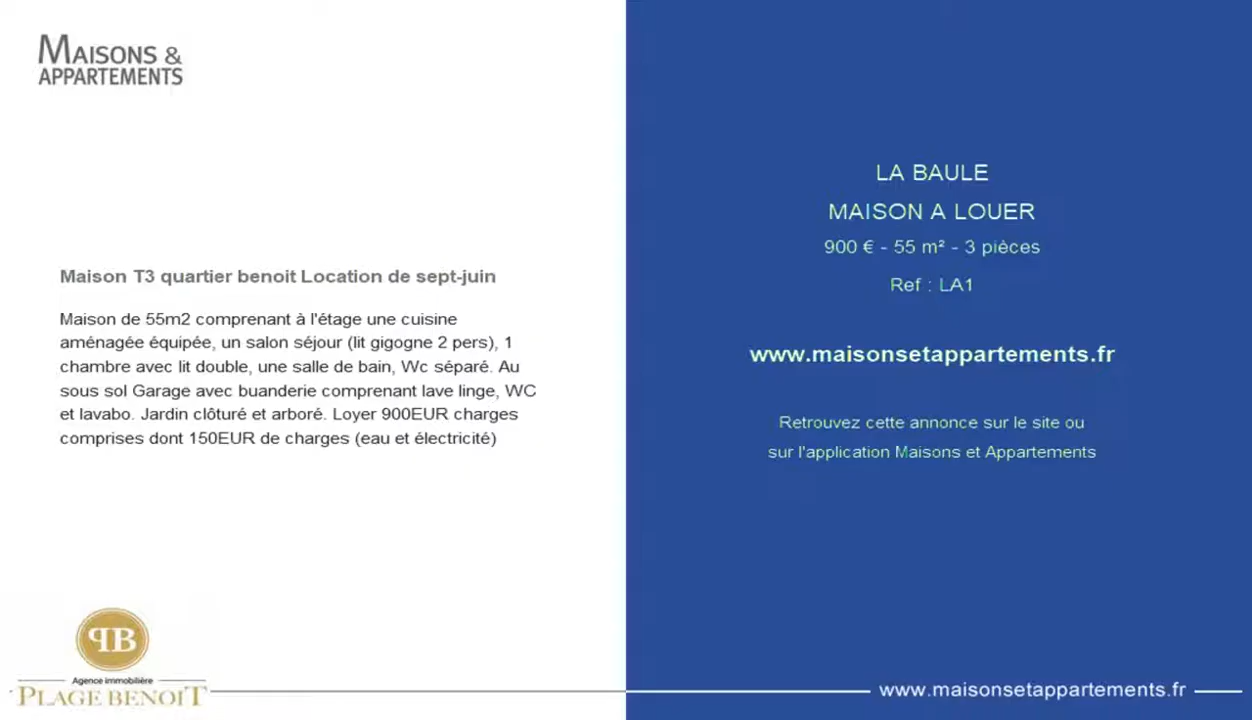 MAISONS &
APPARTEMENTS
Maison T3 quartier benoit Location de sept-juin
Maison de 55m2 comprenant à l'étage une cuisine
aménagée équipée, un salon séjour (lit gigogne 2 pers), 1
chambre avec lit double, une salle de bain, Wc séparé. Au
sous sol Garage avec buanderie comprenant lave linge, WC
et lavabo. Jardin clôturé et arboré. Loyer 900EUR charges
comprises dont 150EUR de charges (eau et électricité)
PB
Agence immobilière
PLAGE BENOIT
LA BAULE
MAISON A LOUER
900 € - 55 m² - 3 pièces
Ref : LA1
www.maisonsetappartements.fr
Retrouvez cette annonce sur le site ou
sur l'application Maisons et Appartements
www.maisonsetappartements.fr